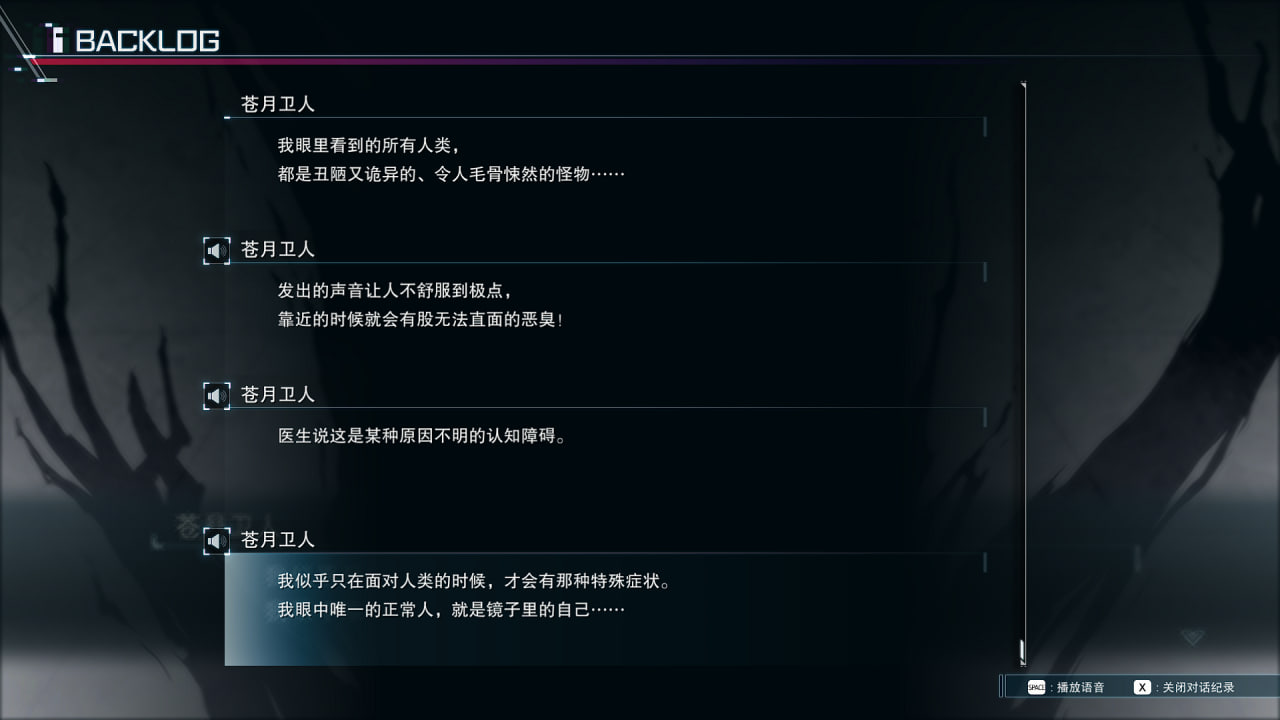 BACKLOG
苍月卫人
我眼里看到的所有人类，
都是丑陋又诡异的、令人毛骨悚然的怪物……
苍月卫人
发出的声音让人不舒服到极点，
靠近的时候就会有股无法直面的恶臭！
苍月卫人
医生说这是某种原因不明的认知障碍。
苍月卫人
苍月卫人
我似乎只在面对人类的时候，才会有那种特殊症状。
我眼中唯一的正常人，就是镜子里的自己……
SPACE：播放语音 X：关闭对话纪录